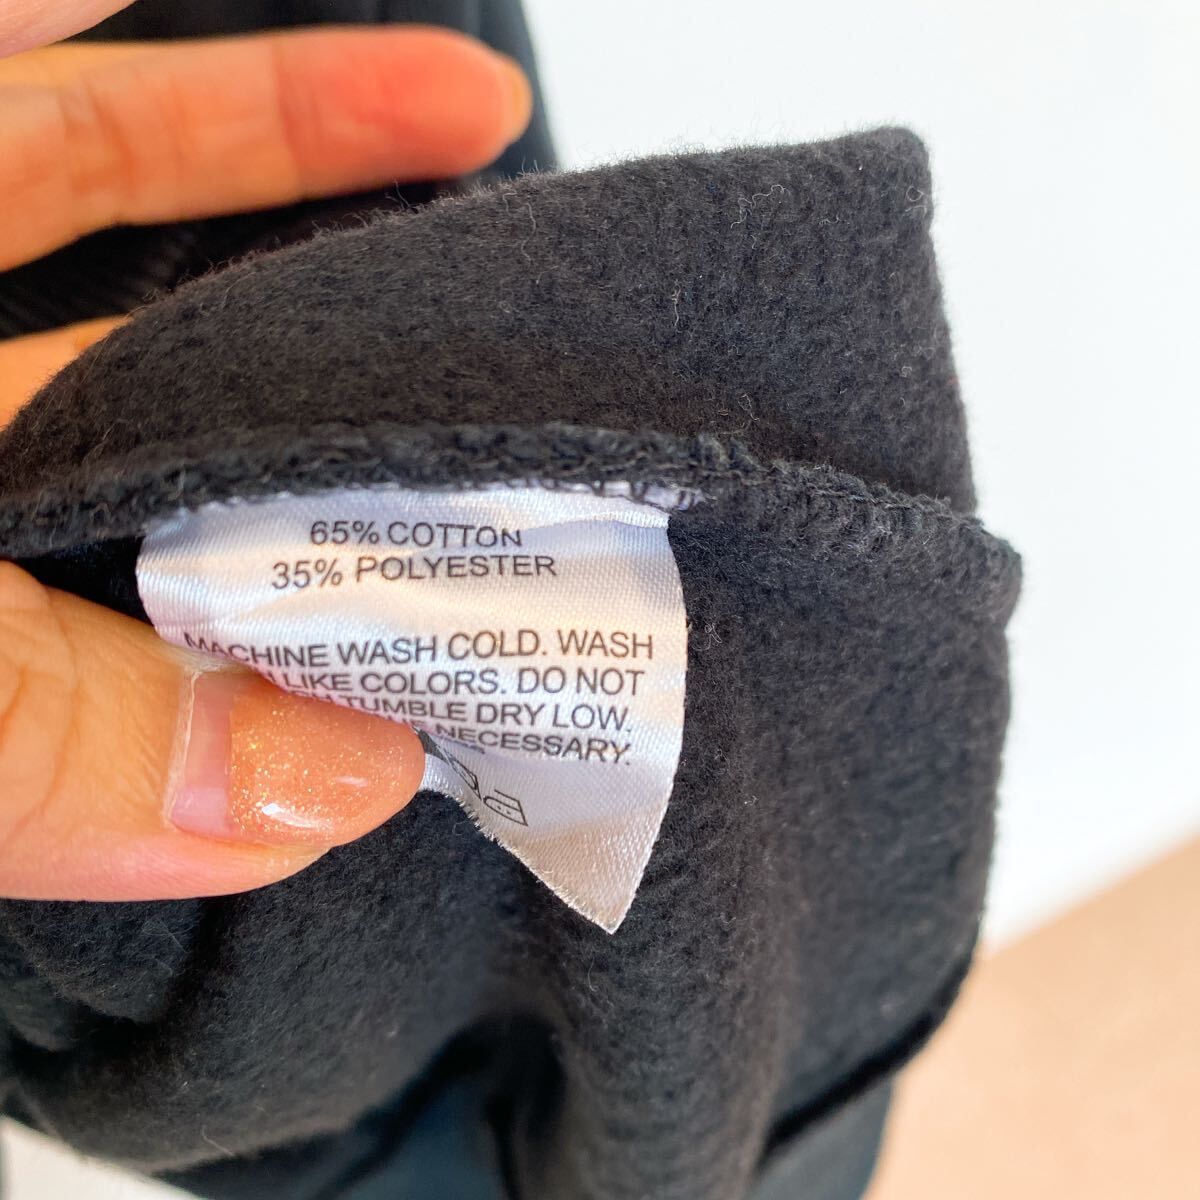 65% COTTON
35% POLYESTER
MACHINE WASH COLD. WASH
LIKE COLORS. DO NOT
TUMBLE DRY LOW.
NECESSARY.